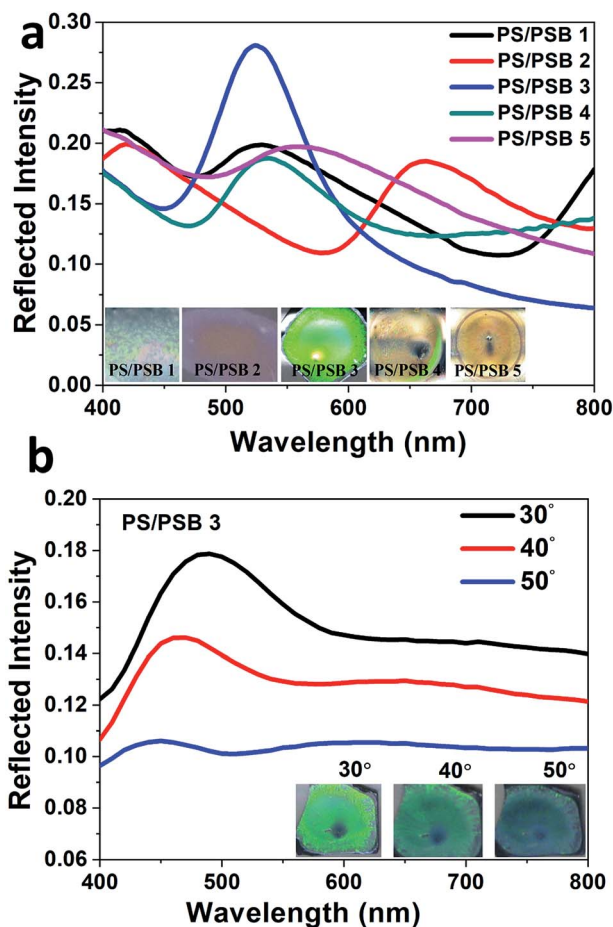 a
0.30
0.25
0.20
0.15
0.10
0.05
0.00
Reflected Intensity
PS/PSB 1
PS/PSB 2
PS/PSB 3
PS/PSB 4
PS/PSB 5
PS/PSB 1 PS/PSB 2 PS/PSB 3 PS/PSB 4 PS/PSB 5
400 500 600 700 800
Wavelength (nm)
b
0.20
0.18
0.16
0.14
0.12
0.10
0.08
0.06
Reflected Intensity
PS/PSB 3
30°
40°
50°
30° 40° 50°
400 500 600 700 800
Wavelength (nm)